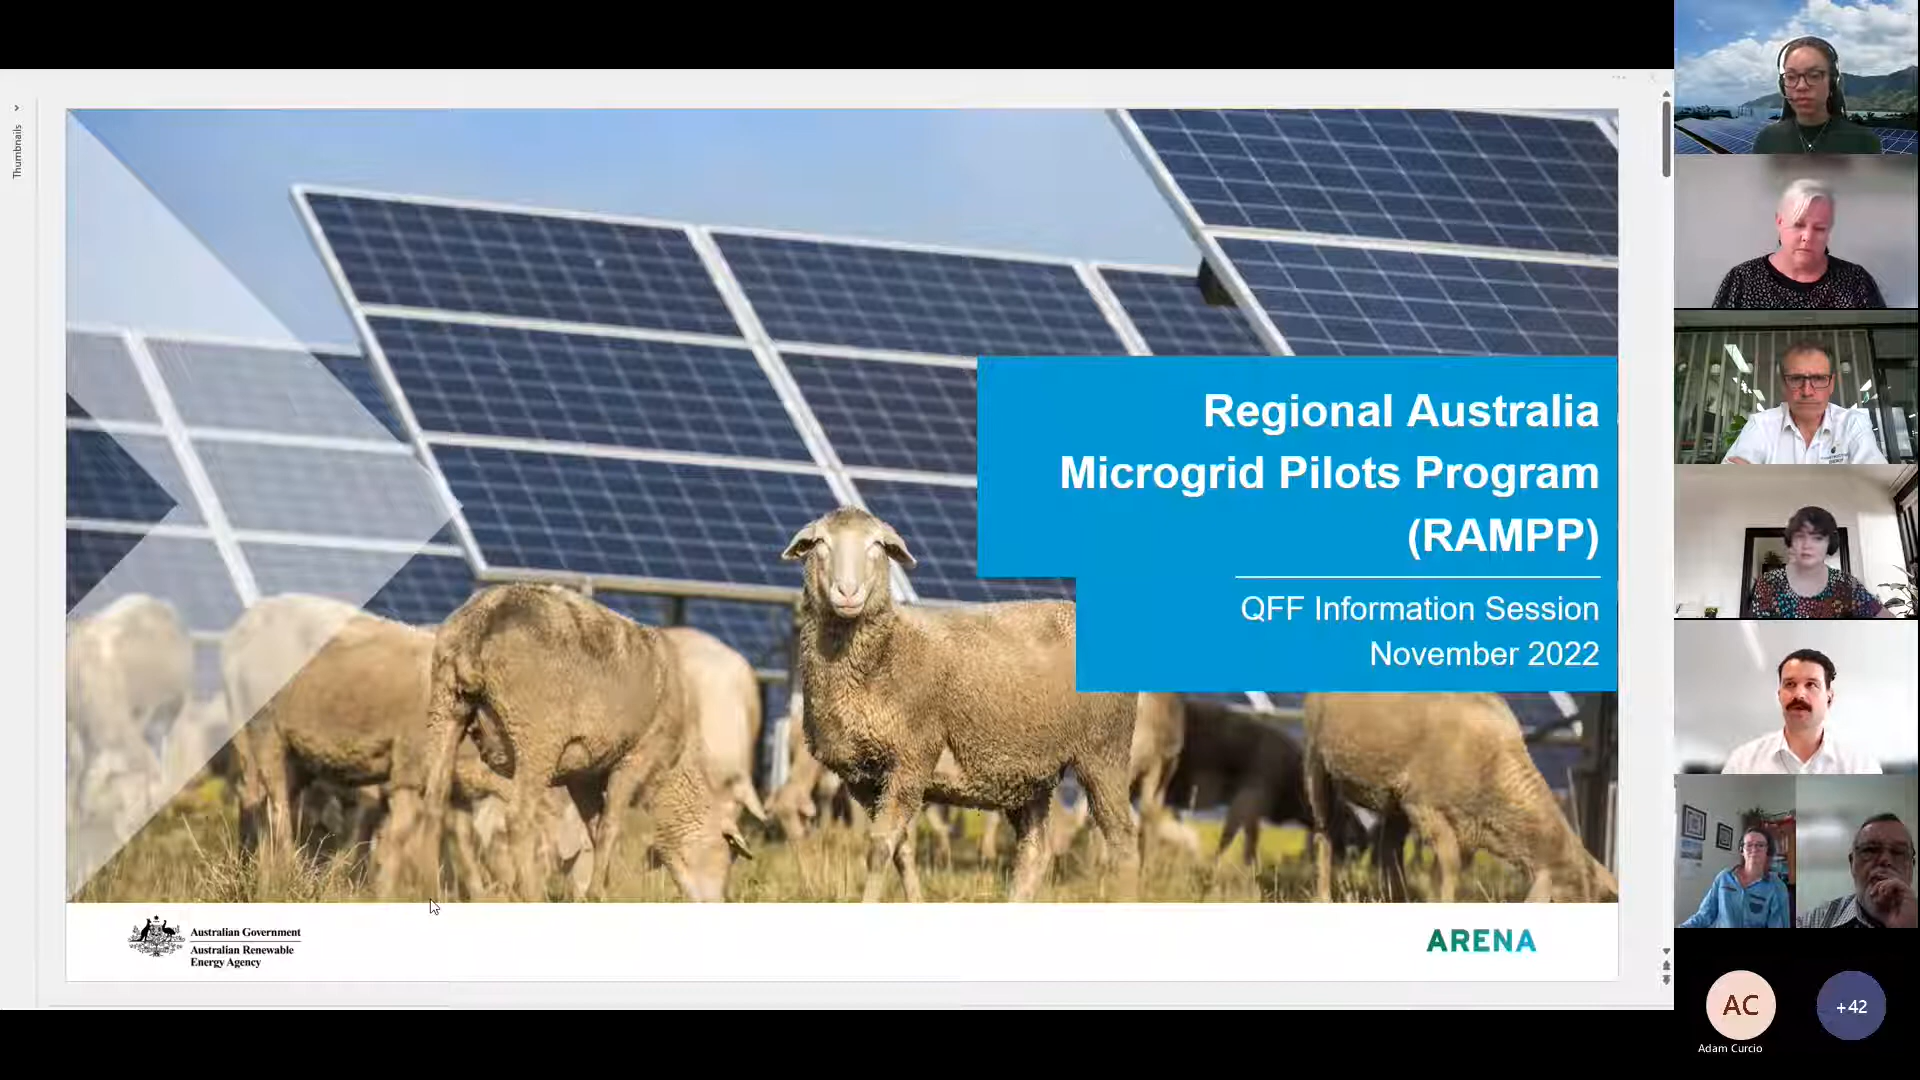 Thumbnails
Regional Australia
Microgrid Pilots Program
(RAMPP)
QFF Information Session
November 2022
Australian Government
Australian Renewable
Energy Agency
ARENA
AC
+42
Adam Curcio